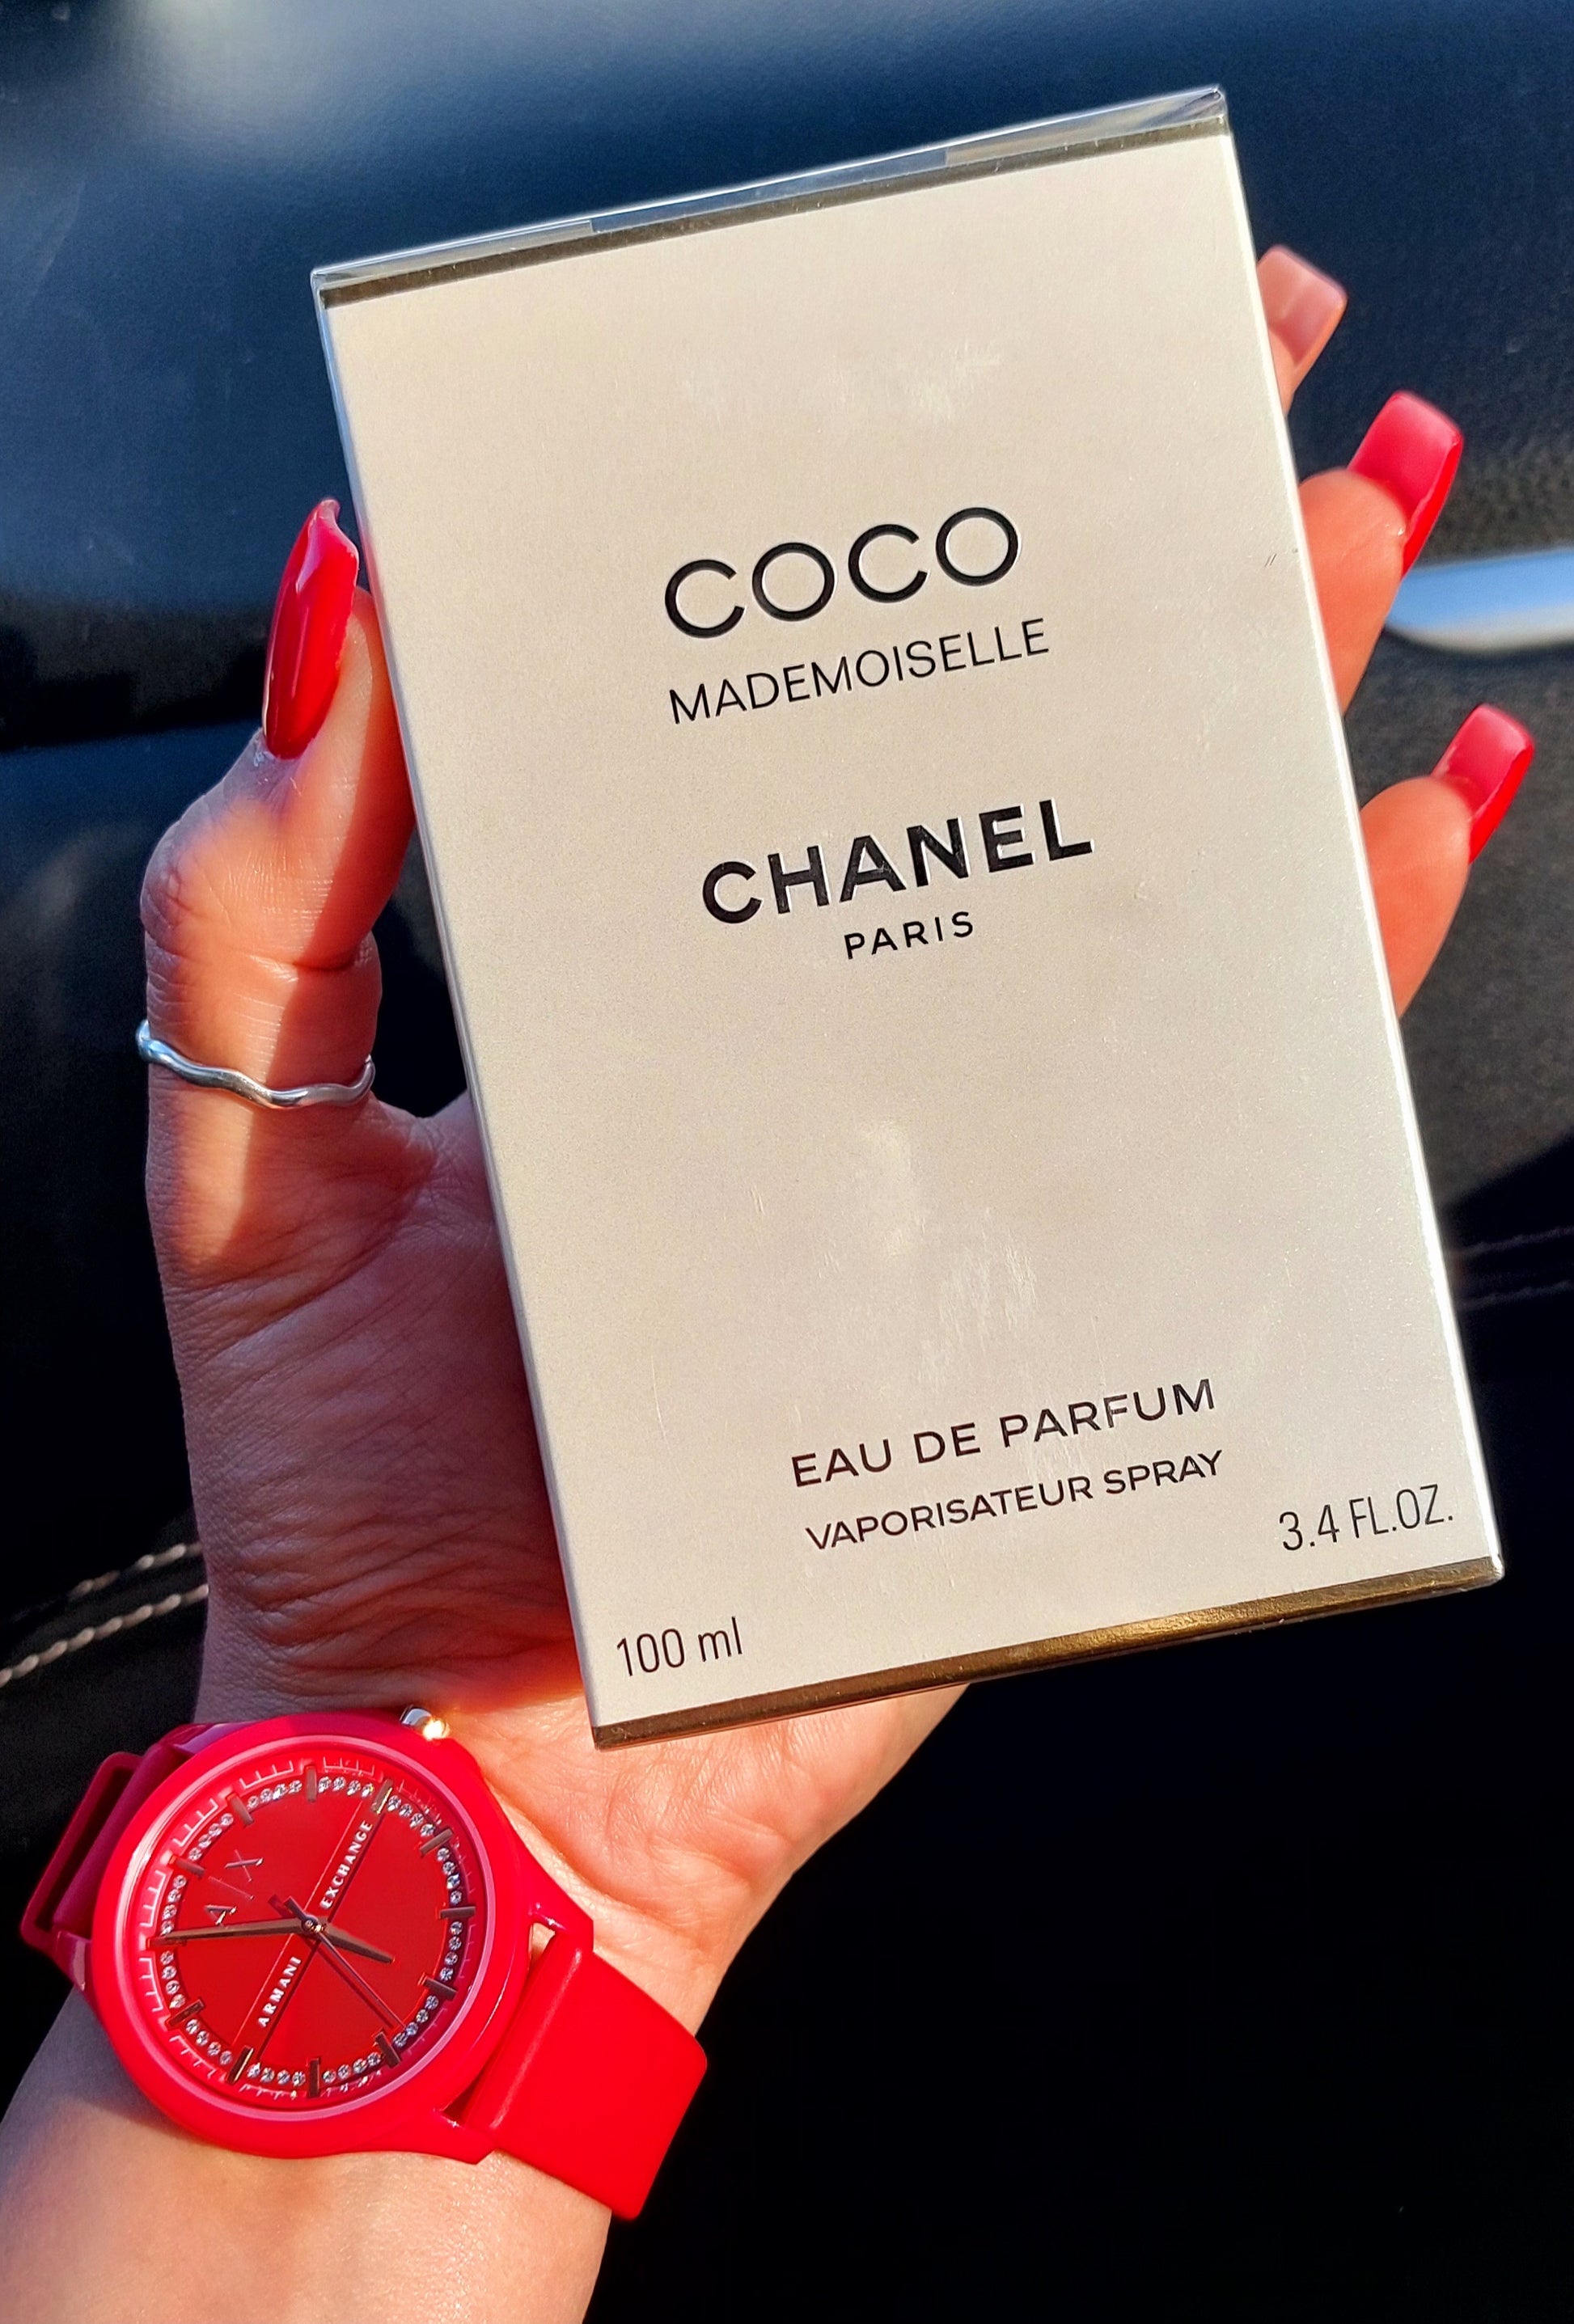 COCO
MADEMOISELLE
CHANEL
PARIS
EAU DE PARFUM
VAPORISATEUR SPRAY
100 ml
3.4 FL.OZ.
A|X
ARMANI EXCHANGE